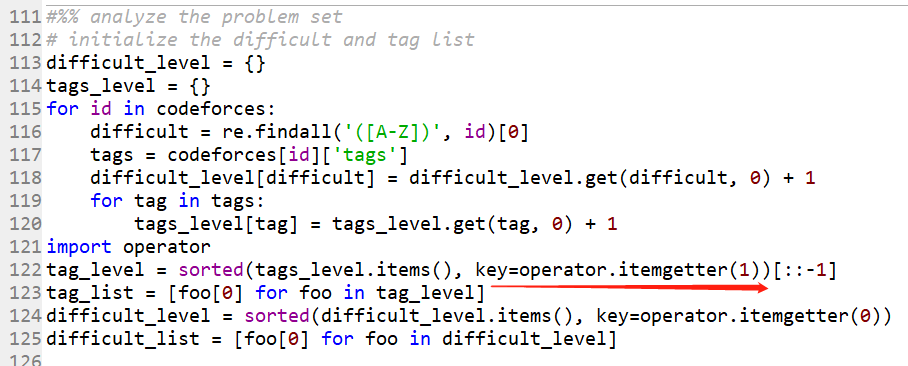 111 #%% analyze the problem set
112 # initialize the difficult and tag list
113 difficult_level = {}
114 tags_level = {}
115 for id in codeforces:
116     difficult = re.findall('([A-Z])', id)[0]
117     tags = codeforces[id]['tags']
118     difficult_level[difficult] = difficult_level.get(difficult, 0) + 1
119     for tag in tags:
120         tags_level[tag] = tags_level.get(tag, 0) + 1
121 import operator
122 tag_level = sorted(tags_level.items(), key=operator.itemgetter(1))[::-1]
123 tag_list = [foo[0] for foo in tag_level]
124 difficult_level = sorted(difficult_level.items(), key=operator.itemgetter(0))
125 difficult_list = [foo[0] for foo in difficult_level]
126